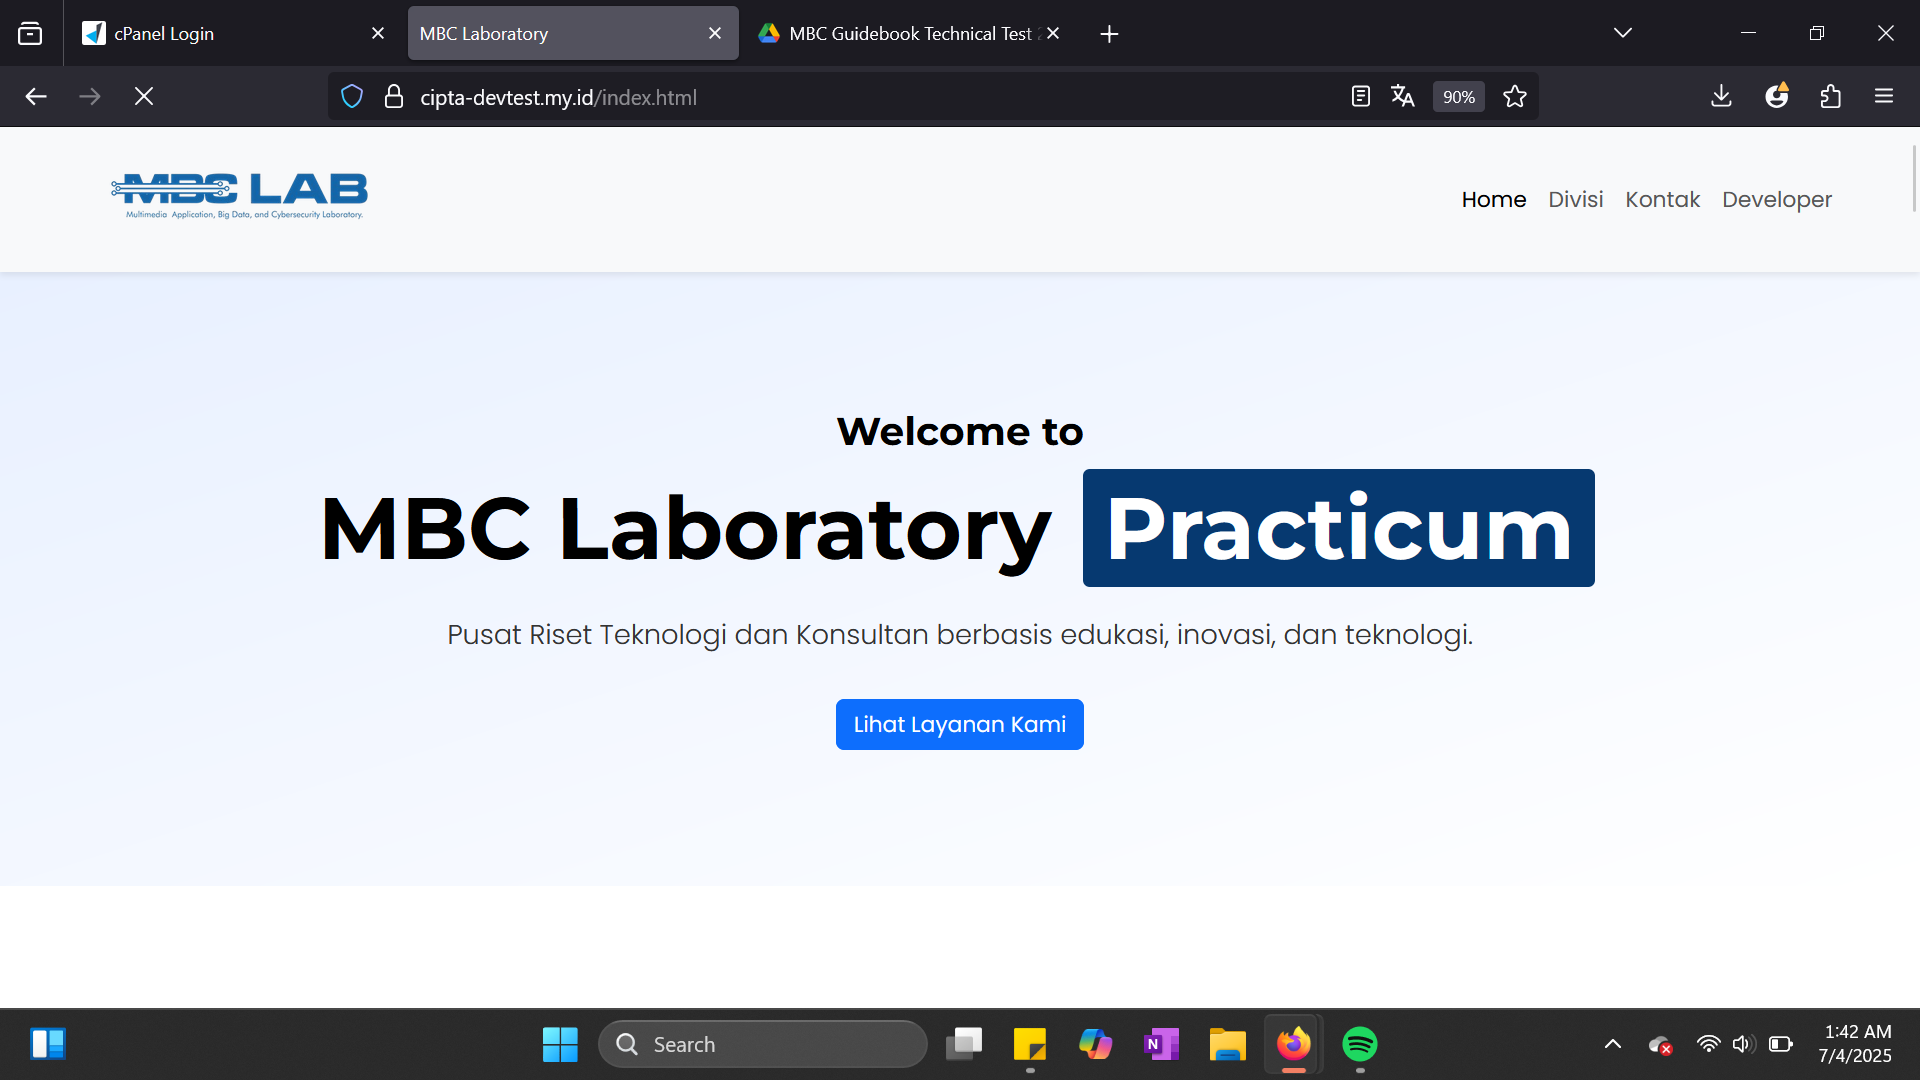 cPanel Login
MBC Laboratory
MBC Guidebook Technical Test
cipta-devtest.my.id/index.html
90%
MBC LAB
Multimedia Application, Big Data, and Cybersecurity Laboratory.
Home Divisi Kontak Developer
Welcome to
MBC Laboratory Practicum
Pusat Riset Teknologi dan Konsultan berbasis edukasi, inovasi, dan teknologi.
Lihat Layanan Kami
Search
N
1:42 AM
7/4/2025